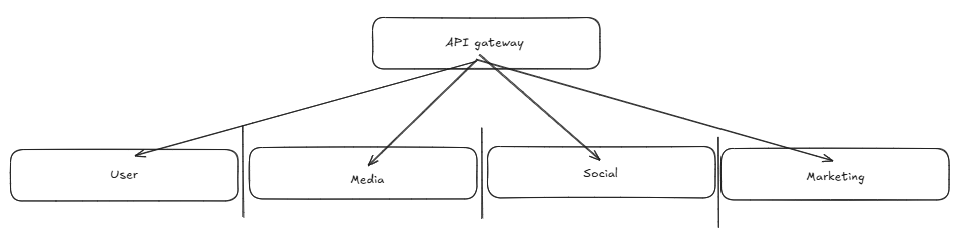 API gateway
User
Media
Social
Marketing